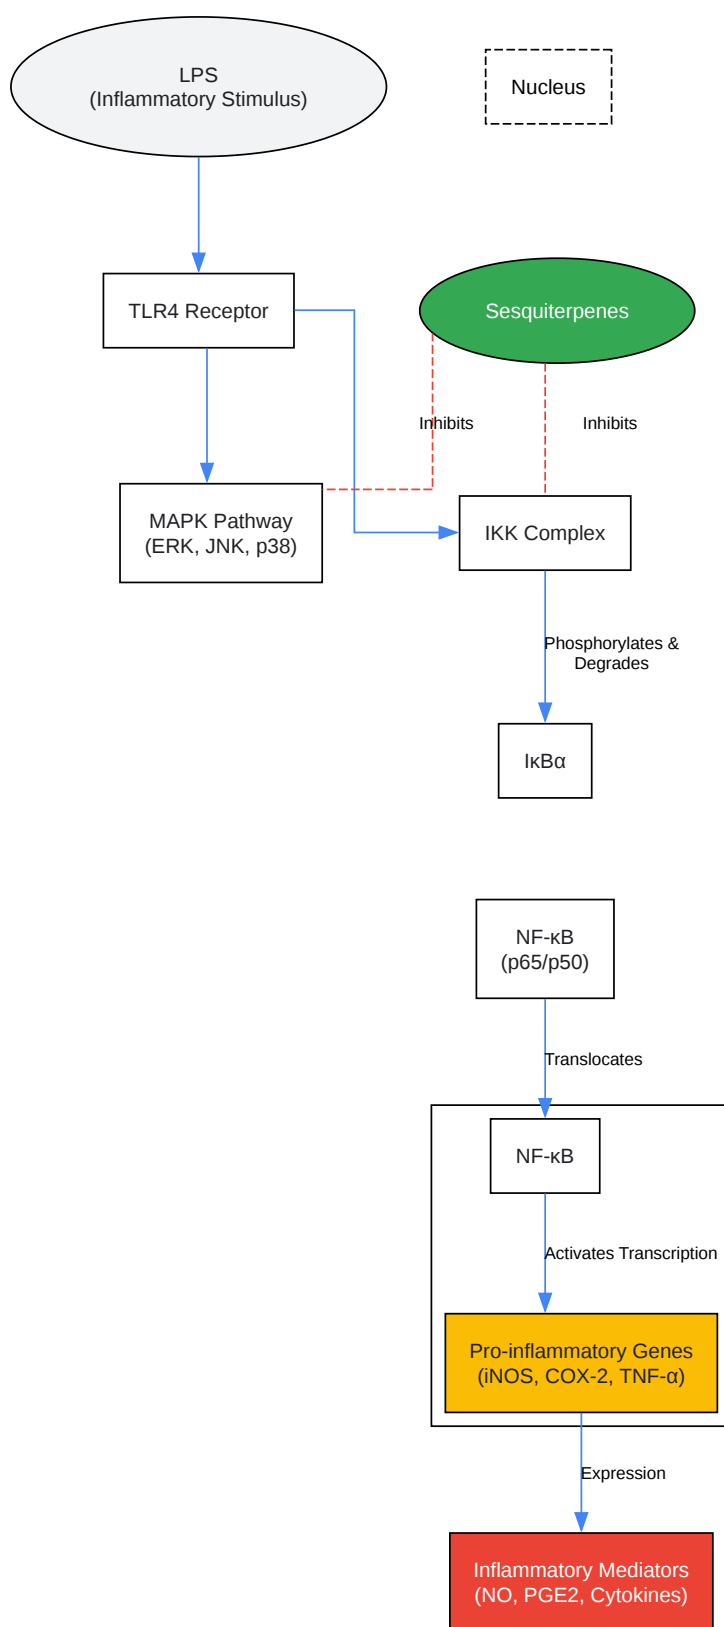 LPS
(Inflammatory Stimulus)
Nucleus
TLR4 Receptor
Sesquiterpenes
Inhibits
Inhibits
MAPK Pathway
(ERK, JNK, p38)
IKK Complex
Phosphorylates &
Degrades
IκBα
NF-κB
(p65/p50)
Translocates
NF-κB
Activates Transcription
Pro-inflammatory Genes
(iNOS, COX-2, TNF-α)
Expression
Inflammatory Mediators
(NO, PGE2, Cytokines)